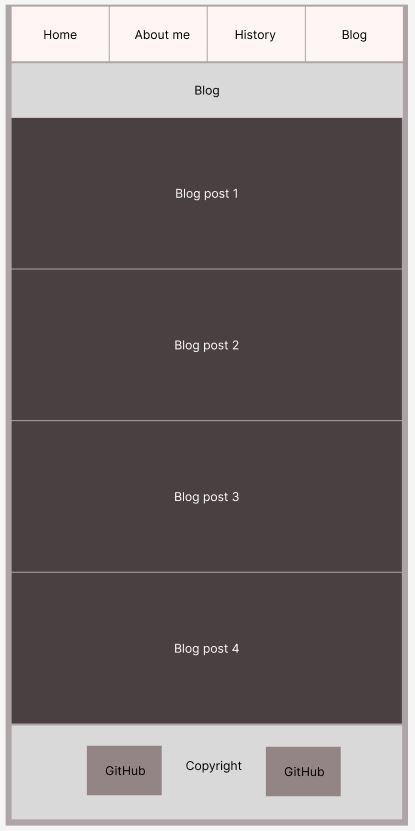 Home
About me
History
Blog
Blog
Blog post 1
Blog post 2
Blog post 3
Blog post 4
GitHub
Copyright
GitHub